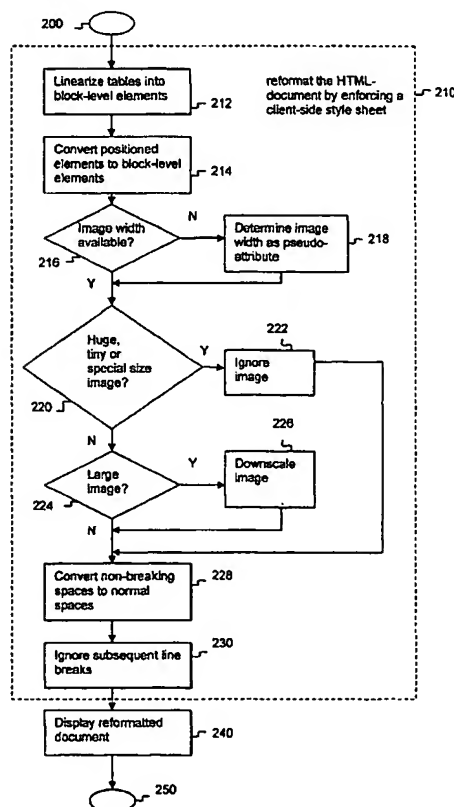 200
Linearize tables into
block-level elements
212
reformat the HTML-
document by enforcing a
client-side style sheet
210
Convert positioned
elements to block-level
elements
214
Image width
available?
216
N
Y
Determine image
width as pseudo-
attribute
218
Huge,
tiny or
special size
image?
220
Y
N
222
Ignore
image
Large
image?
224
Y
N
226
Downscale
image
Convert non-breaking
spaces to normal
spaces
228
Ignore subsequent line
breaks
230
Display reformatted
document
240
250